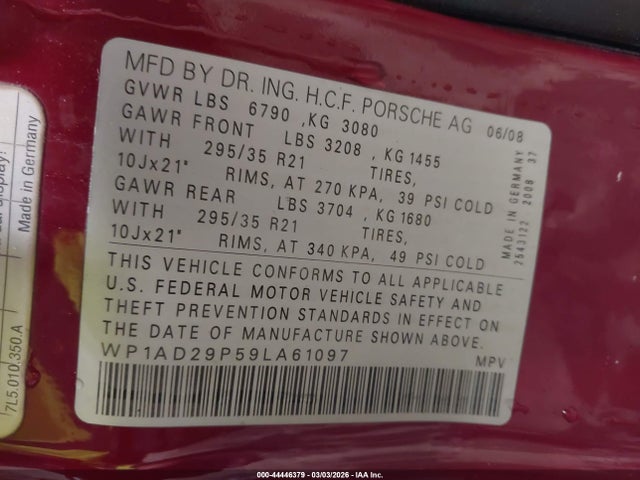 MFD BY DR. ING. H.C.F. PORSCHE AG 06/08
GVWR LBS 6790 ,KG 3080
GAWR FRONT LBS 3208 , KG 1455
WITH 295/35 R21 TIRES,
10Jx21" RIMS, AT 270 KPA, 39 PSI COLD
GAWR REAR LBS 3704 , KG 1680
WITH 295/35 R21 TIRES,
10Jx21" RIMS, AT 340 KPA, 49 PSI COLD
THIS VEHICLE CONFORMS TO ALL APPLICABLE
U.S. FEDERAL MOTOR VEHICLE SAFETY AND
THEFT PREVENTION STANDARDS IN EFFECT ON
THE DATE OF MANUFACTURE SHOWN ABOVE.
WP1AD29P59LA61097 MPV
MADE IN GERMANY
2543122 2008 37
Made in Germany
7L5.010.350.A
000-44446379 - 03/03/2026 - IAA Inc.